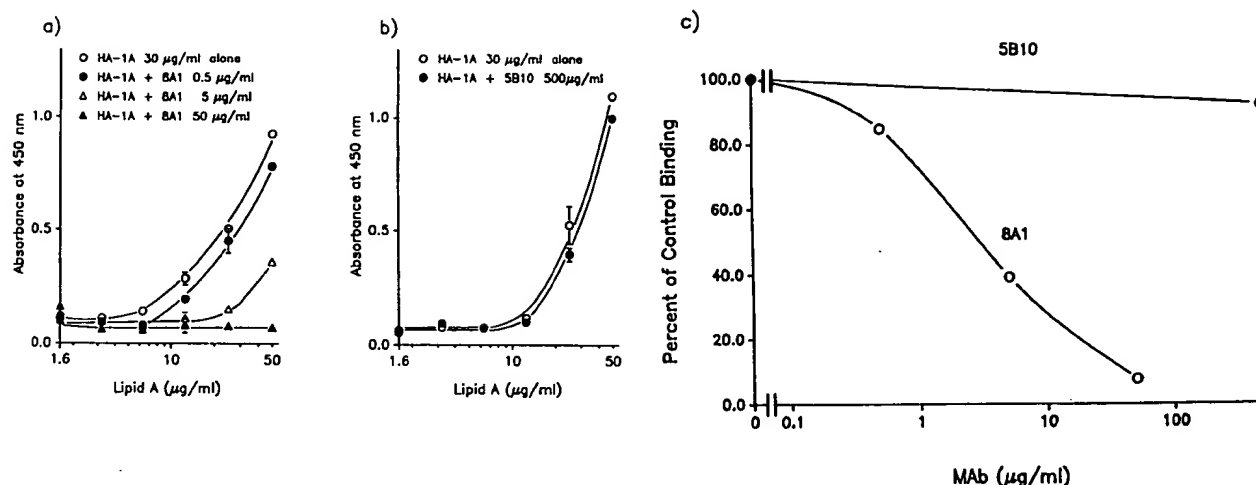 a)
HA-1A 30 μg/ml alone
HA-1A + 8A1 0.5 μg/ml
HA-1A + 8A1 5 μg/ml
HA-1A + 8A1 50 μg/ml
Absorbance at 450 nm
1.0
0.5
0.0
1.6
10
50
Lipid A (μg/ml)
b)
HA-1A 30 μg/ml alone
HA-1A + 5B10 500μg/ml
Absorbance at 450 nm
1.0
0.5
0.0
1.6
10
50
Lipid A (μg/ml)
c)
5B10
8A1
Percent of Control Binding
100.0
80.0
60.0
40.0
20.0
0.0
0
0.1
1
10
100
MAb (μg/ml)